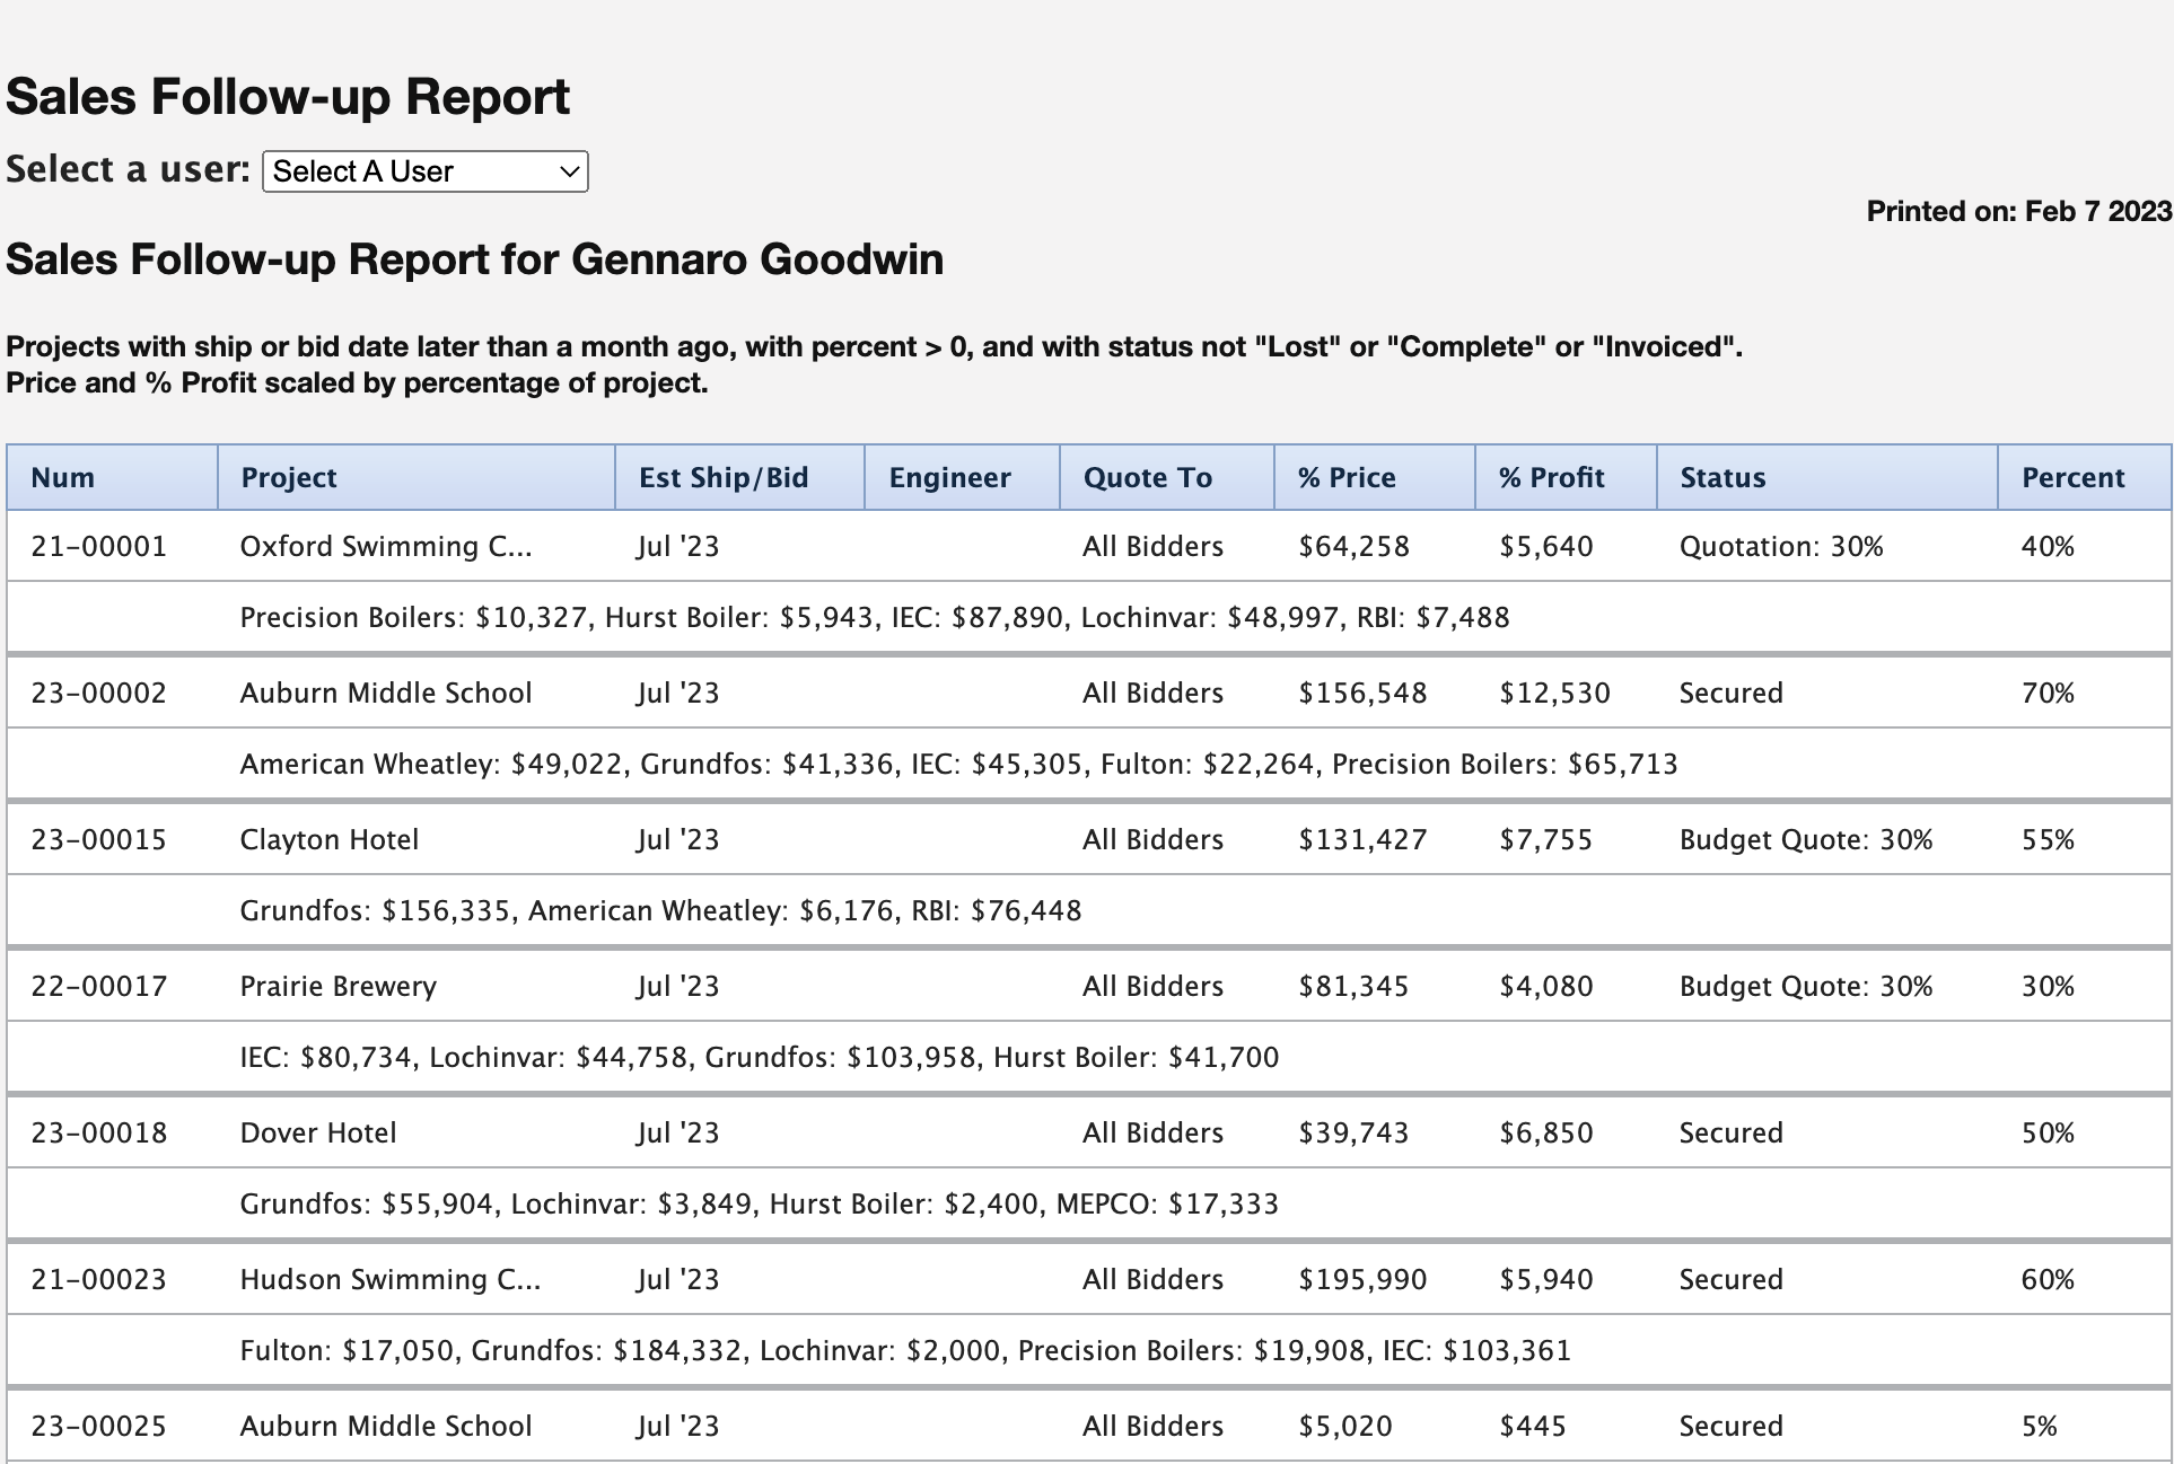 Sales Follow-up Report
Select a user: Select A User
Printed on: Feb 7 2023
Sales Follow-up Report for Gennaro Goodwin
Projects with ship or bid date later than a month ago, with percent > 0, and with status not "Lost" or "Complete" or "Invoiced".
Price and % Profit scaled by percentage of project.
Num Project Est Ship/Bid Engineer Quote To % Price % Profit Status Percent
21-00001 Oxford Swimming C... Jul '23 All Bidders $64,258 $5,640 Quotation: 30% 40%
Precision Boilers: $10,327, Hurst Boiler: $5,943, IEC: $87,890, Lochinvar: $48,997, RBI: $7,488
23-00002 Auburn Middle School Jul '23 All Bidders $156,548 $12,530 Secured 70%
American Wheatley: $49,022, Grundfos: $41,336, IEC: $45,305, Fulton: $22,264, Precision Boilers: $65,713
23-00015 Clayton Hotel Jul '23 All Bidders $131,427 $7,755 Budget Quote: 30% 55%
Grundfos: $156,335, American Wheatley: $6,176, RBI: $76,448
22-00017 Prairie Brewery Jul '23 All Bidders $81,345 $4,080 Budget Quote: 30% 30%
IEC: $80,734, Lochinvar: $44,758, Grundfos: $103,958, Hurst Boiler: $41,700
23-00018 Dover Hotel Jul '23 All Bidders $39,743 $6,850 Secured 50%
Grundfos: $55,904, Lochinvar: $3,849, Hurst Boiler: $2,400, MEPCO: $17,333
21-00023 Hudson Swimming C... Jul '23 All Bidders $195,990 $5,940 Secured 60%
Fulton: $17,050, Grundfos: $184,332, Lochinvar: $2,000, Precision Boilers: $19,908, IEC: $103,361
23-00025 Auburn Middle School Jul '23 All Bidders $5,020 $445 Secured 5%